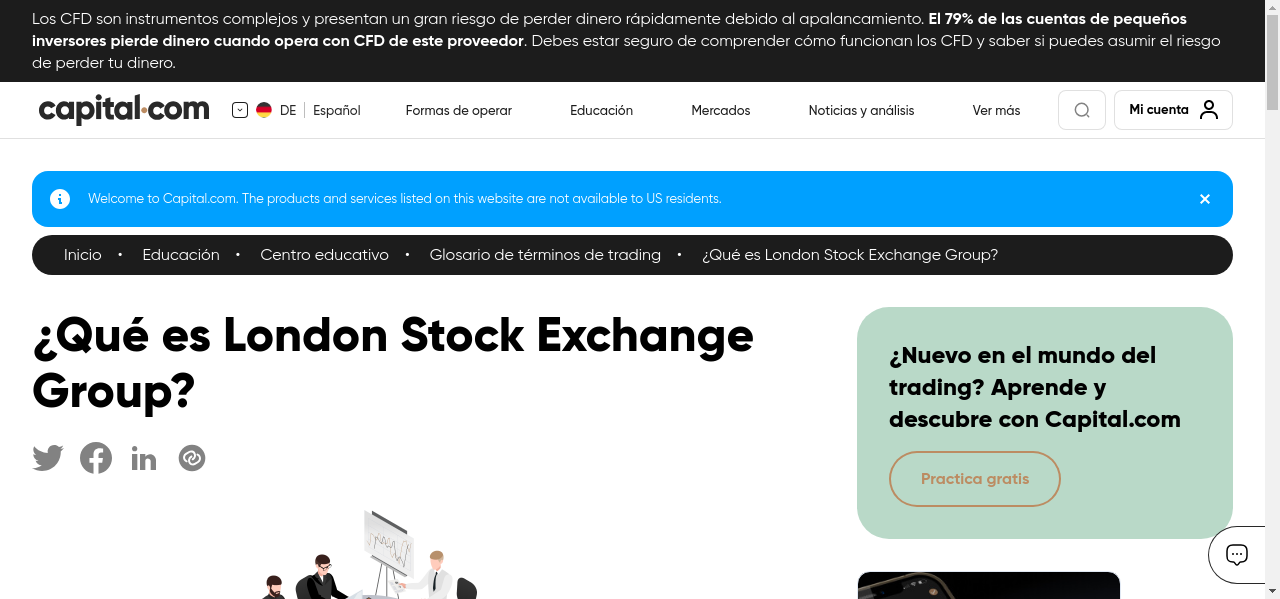 Los CFD son instrumentos complejos y presentan un gran riesgo de perder dinero rápidamente debido al apalancamiento. El 79% de las cuentas de pequeños
inversores pierde dinero cuando opera con CFD de este proveedor. Debes estar seguro de comprender cómo funcionan los CFD y saber si puedes asumir el riesgo
de perder tu dinero.
capital.com
DE Español
Formas de operar
Educación
Mercados
Noticias y análisis
Ver más
Mi cuenta
Welcome to Capital.com. The products and services listed on this website are not available to US residents.
Inicio • Educación • Centro educativo • Glosario de términos de trading • ¿Qué es London Stock Exchange Group?
¿Qué es London Stock Exchange
Group?
¿Nuevo en el mundo del
trading? Aprende y
descubre con Capital.com
Practica gratis